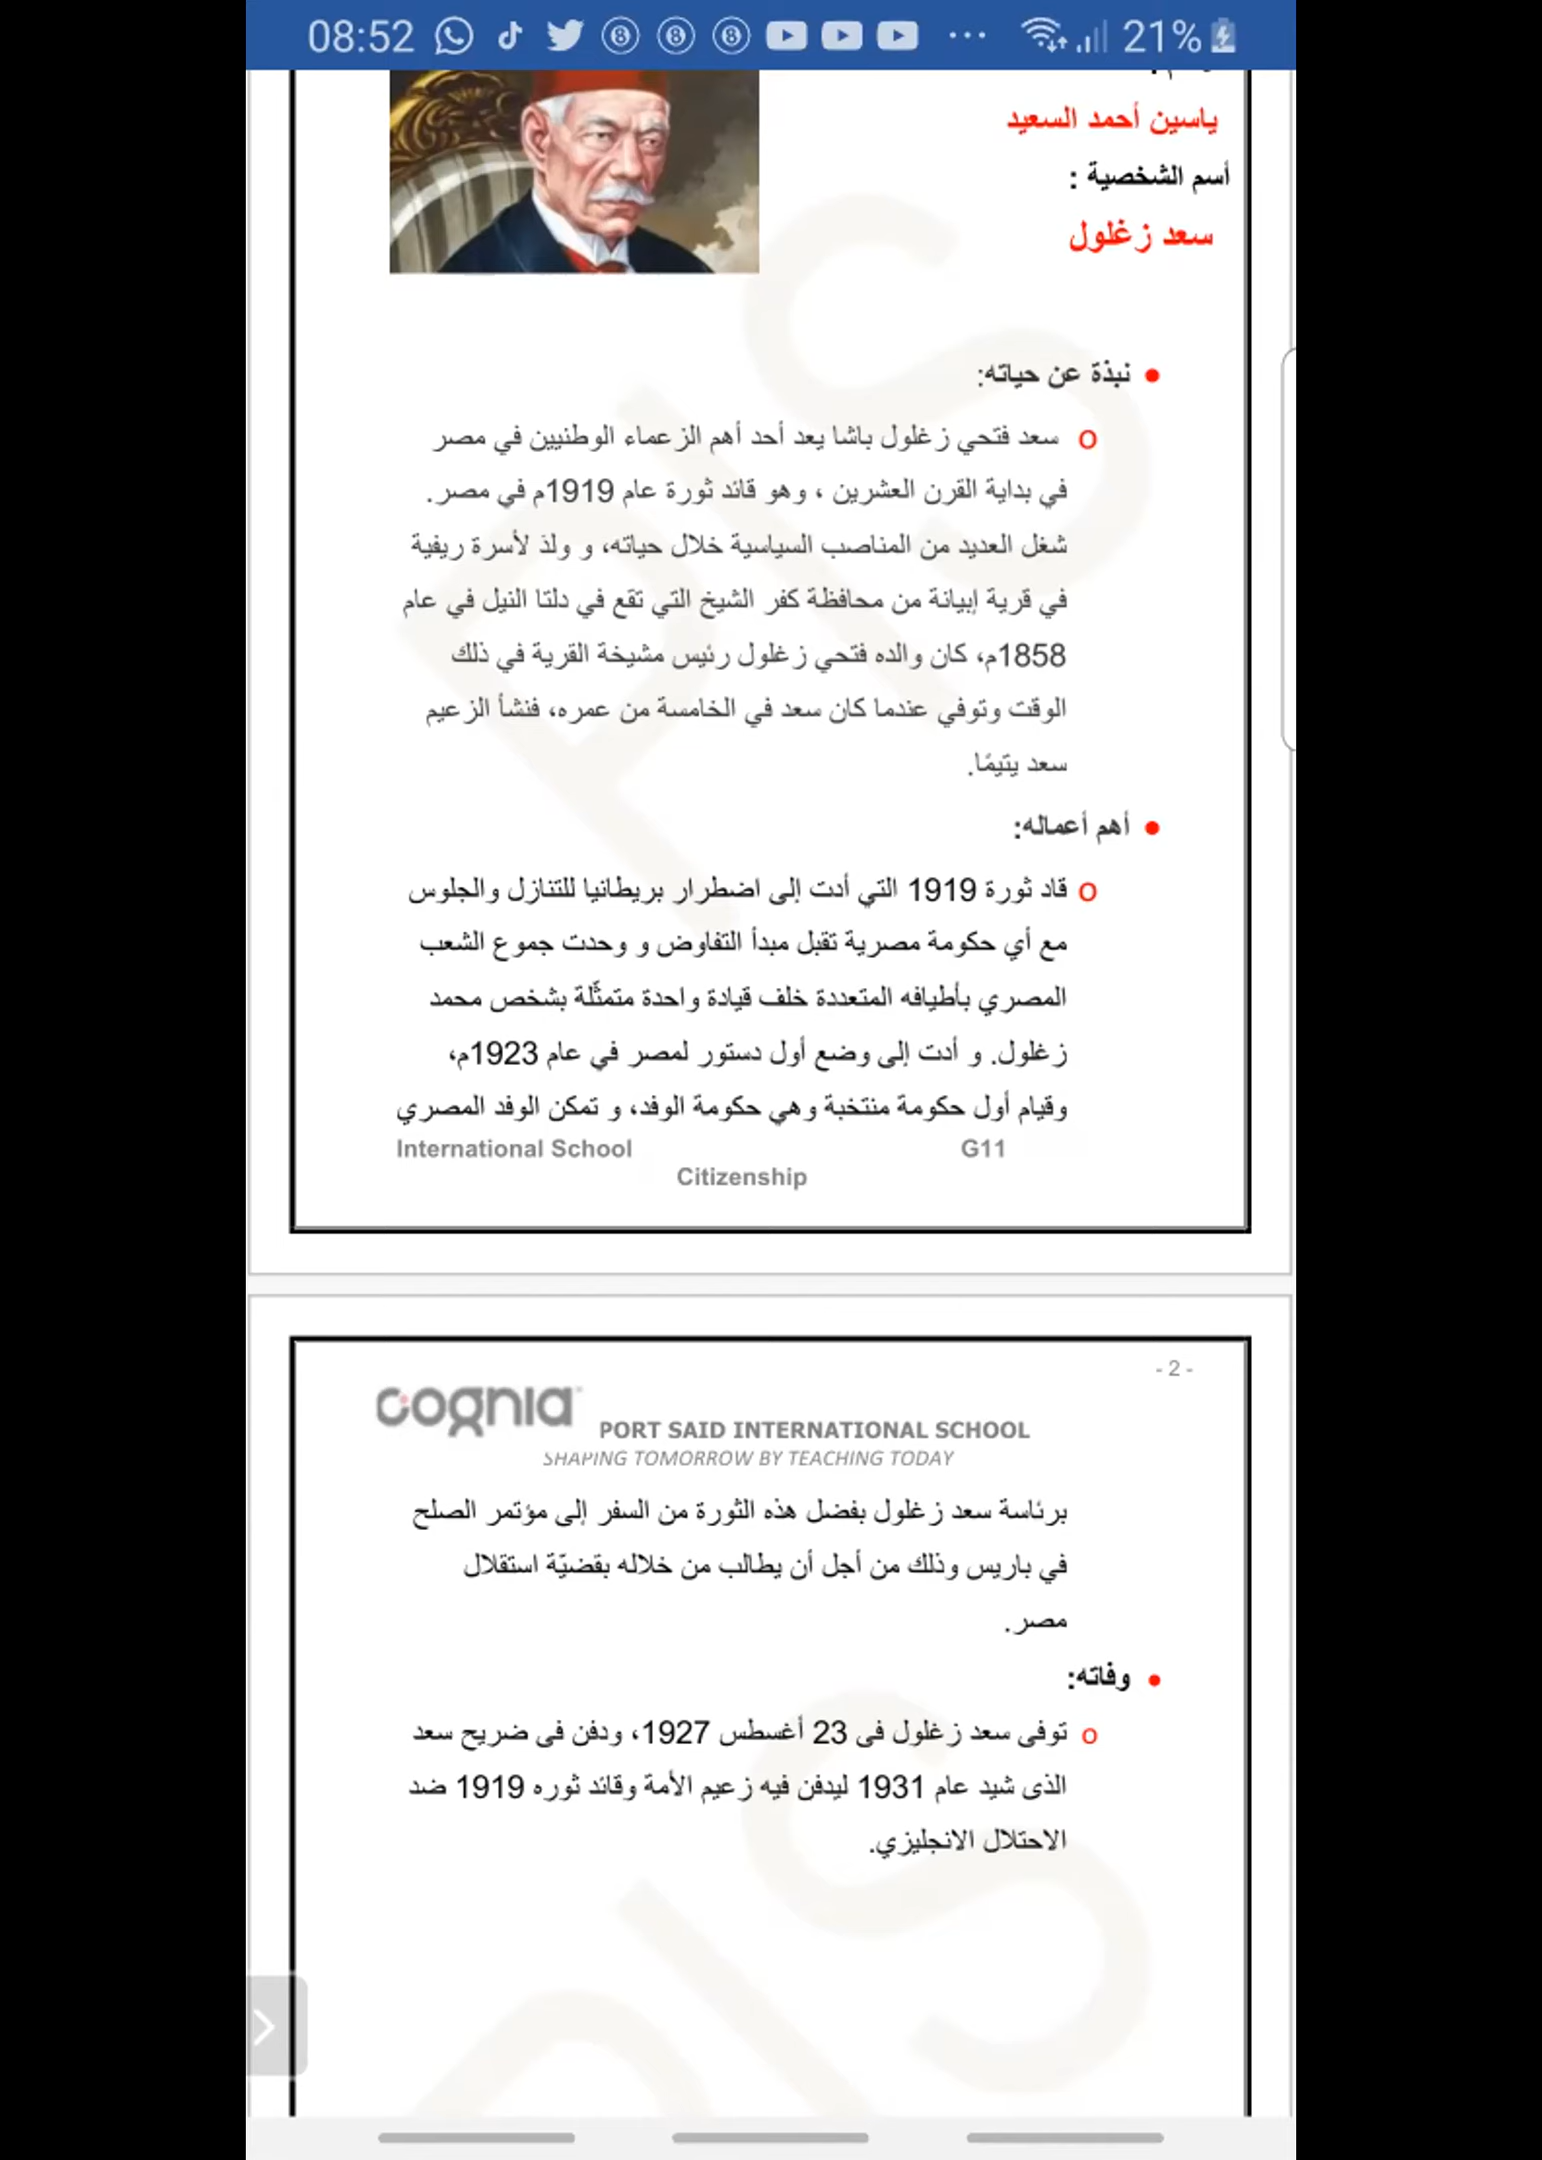 08:52 21%
ياسين أحمد السعيد
أسم الشخصية :
سعد زغلول
• نبذة عن حياته:
o سعد فتحي زغلول باشا يعد أحد أهم الزعماء الوطنيين في مصر
في بداية القرن العشرين ، وهو قائد ثورة عام 1919م في مصر.
شغل العديد من المناصب السياسية خلال حياته، و ولذ لأسرة ريفية
في قرية إبيانة من محافظة كفر الشيخ التي تقع في دلتا النيل في عام
1858م، كان والده فتحي زغلول رئيس مشيخة القرية في ذلك
الوقت وتوفي عندما كان سعد في الخامسة من عمره، فنشأ الزعيم
سعد يتيمًا.
• أهم أعماله:
o قاد ثورة 1919 التي أدت إلى اضطرار بريطانيا للتنازل والجلوس
مع أي حكومة مصرية تقبل مبدأ التفاوض و وحدت جموع الشعب
المصري بأطيافه المتعددة خلف قيادة واحدة متمثّلة بشخص محمد
زغلول. و أدت إلى وضع أول دستور لمصر في عام 1923م،
وقيام أول حكومة منتخبة وهي حكومة الوفد، و تمكن الوفد المصري
International School G11
Citizenship
- 2 -
cognia
PORT SAID INTERNATIONAL SCHOOL
SHAPING TOMORROW BY TEACHING TODAY
برئاسة سعد زغلول بفضل هذه الثورة من السفر إلى مؤتمر الصلح
في باريس وذلك من أجل أن يطالب من خلاله بقضيّة استقلال
مصر.
• وفاته:
o توفى سعد زغلول فى 23 أغسطس 1927، ودفن فى ضريح سعد
الذى شيد عام 1931 ليدفن فيه زعيم الأمة وقائد ثوره 1919 ضد
الاحتلال الانجليزي.
PIS
PIS